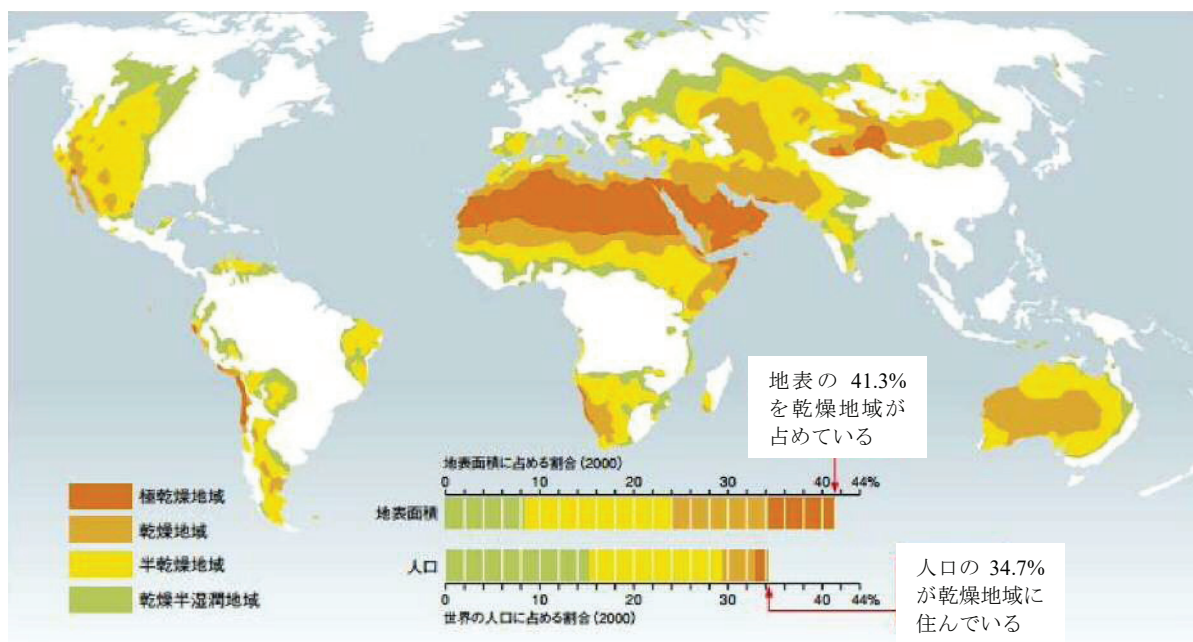 地表の 41.3%
を乾燥地域が
占めている
地表面積に占める割合(2000)
0 10 20 30 40 44%
極乾燥地域
乾燥地域
半乾燥地域
乾燥半湿潤地域
地表面積
人口
0 10 20 30 40 44%
世界の人口に占める割合(2000)
人口の 34.7%
が乾燥地域に
住んでいる